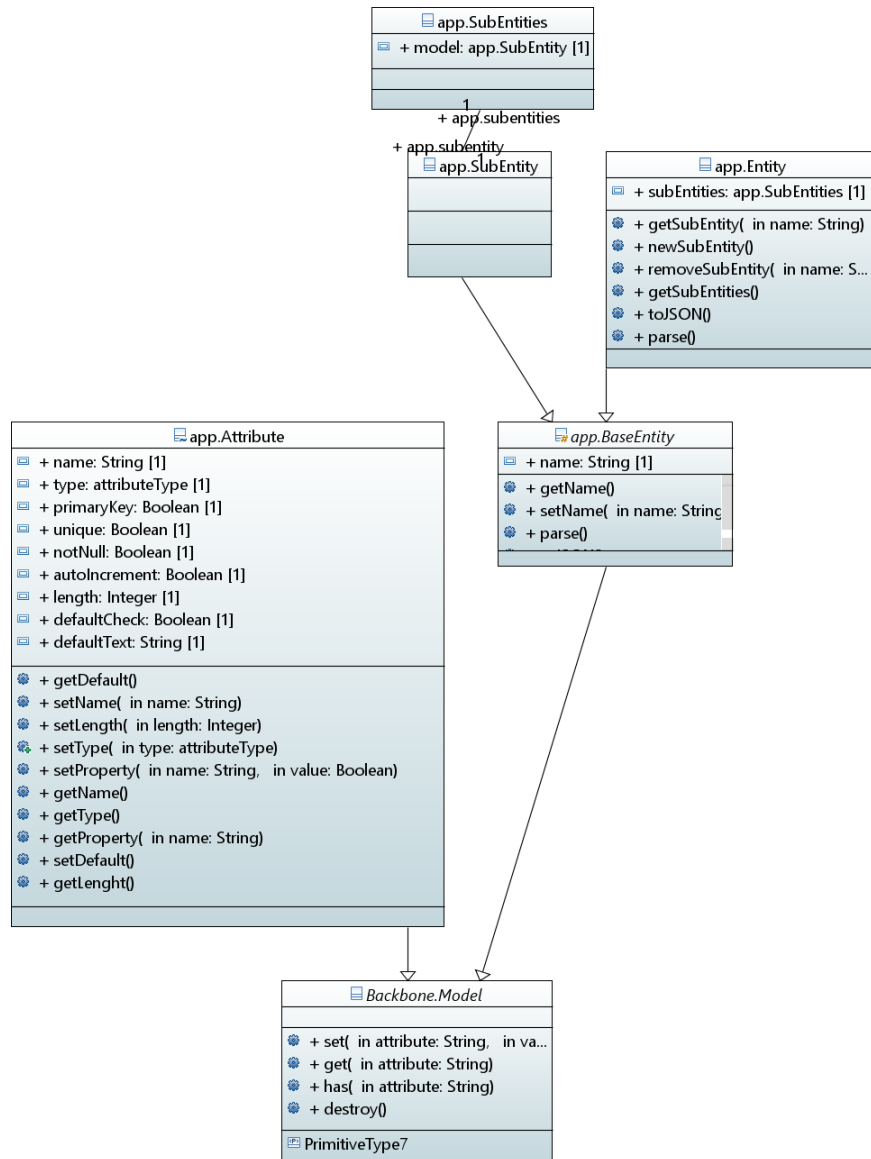 app.SubEntities
+ model: app.SubEntity [1]
1
+ app.subentities
+ app.subentity
1
app.SubEntity
app.Entity
+ subEntities: app.SubEntities [1]
+ getSubEntity( in name: String)
+ newSubEntity()
+ removeSubEntity( in name: S...
+ getSubEntities()
+ toJSON()
+ parse()
app.Attribute
+ name: String [1]
+ type: attributeType [1]
+ primaryKey: Boolean [1]
+ unique: Boolean [1]
+ notNull: Boolean [1]
+ autoIncrement: Boolean [1]
+ length: Integer [1]
+ defaultCheck: Boolean [1]
+ defaultText: String [1]
+ getDefault()
+ setName( in name: String)
+ setLength( in length: Integer)
+ setType( in type: attributeType)
+ setProperty( in name: String, in value: Boolean)
+ getName()
+ getType()
+ getProperty( in name: String)
+ setDefault()
+ getLenght()
app.BaseEntity
+ name: String [1]
+ getName()
+ setName( in name: String
+ parse()
Backbone.Model
+ set( in attribute: String, in va...
+ get( in attribute: String)
+ has( in attribute: String)
+ destroy()
PrimitiveType7